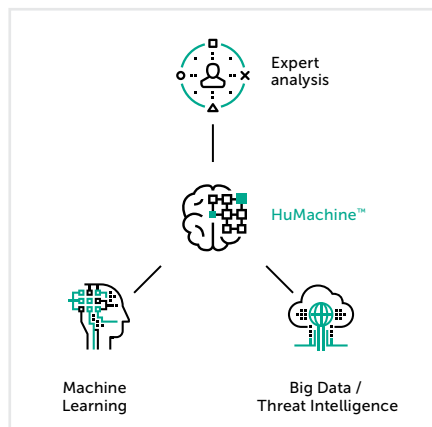 Expert
analysis
HuMachine™
Machine
Learning
Big Data /
Threat Intelligence